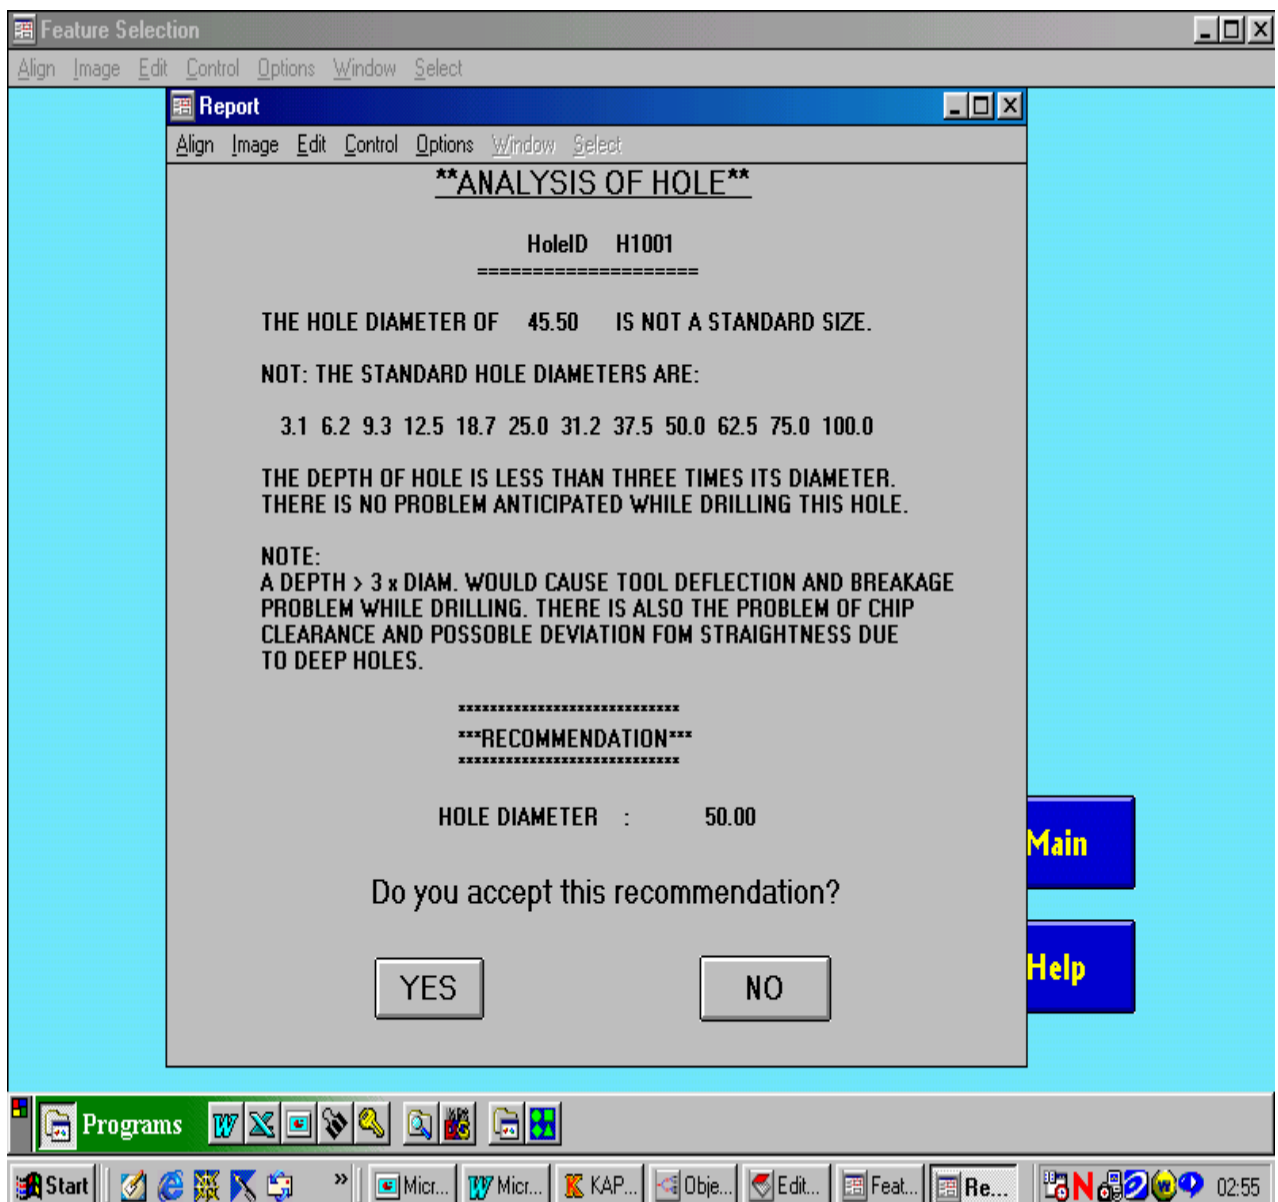 Feature Selection
Align Image Edit Control Options Window Select
Report
Align Image Edit Control Options Window Select
**ANALYSIS OF HOLE**
HoleID H1001
====================
THE HOLE DIAMETER OF 45.50 IS NOT A STANDARD SIZE.
NOT: THE STANDARD HOLE DIAMETERS ARE:
3.1 6.2 9.3 12.5 18.7 25.0 31.2 37.5 50.0 62.5 75.0 100.0
THE DEPTH OF HOLE IS LESS THAN THREE TIMES ITS DIAMETER.
THERE IS NO PROBLEM ANTICIPATED WHILE DRILLING THIS HOLE.
NOTE:
A DEPTH > 3 x DIAM. WOULD CAUSE TOOL DEFLECTION AND BREAKAGE
PROBLEM WHILE DRILLING. THERE IS ALSO THE PROBLEM OF CHIP
CLEARANCE AND POSSOBLE DEVIATION FOM STRAIGHTNESS DUE
TO DEEP HOLES.
****************************
***RECOMMENDATION***
****************************
HOLE DIAMETER : 50.00
Main
Do you accept this recommendation?
YES NO
Help
Programs
Start » Micr... Micr... KAP... Obje... Edit... Feat... Re... 02:55